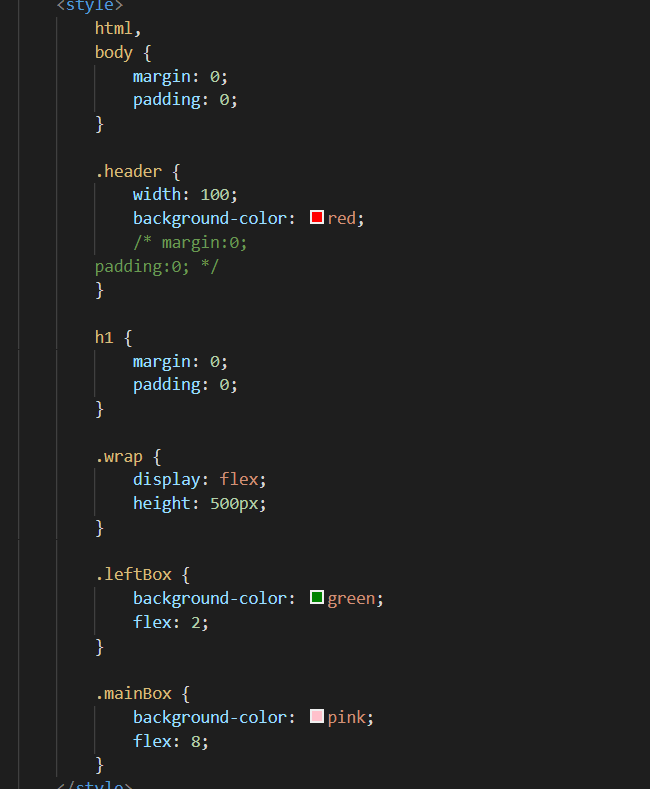 <style>
html,
body {
margin: 0;
padding: 0;
}
.header {
width: 100;
background-color: red;
/* margin:0;
padding:0; */
}
h1 {
margin: 0;
padding: 0;
}
.wrap {
display: flex;
height: 500px;
}
.leftBox {
background-color: green;
flex: 2;
}
.mainBox {
background-color: pink;
flex: 8;
}
</style>